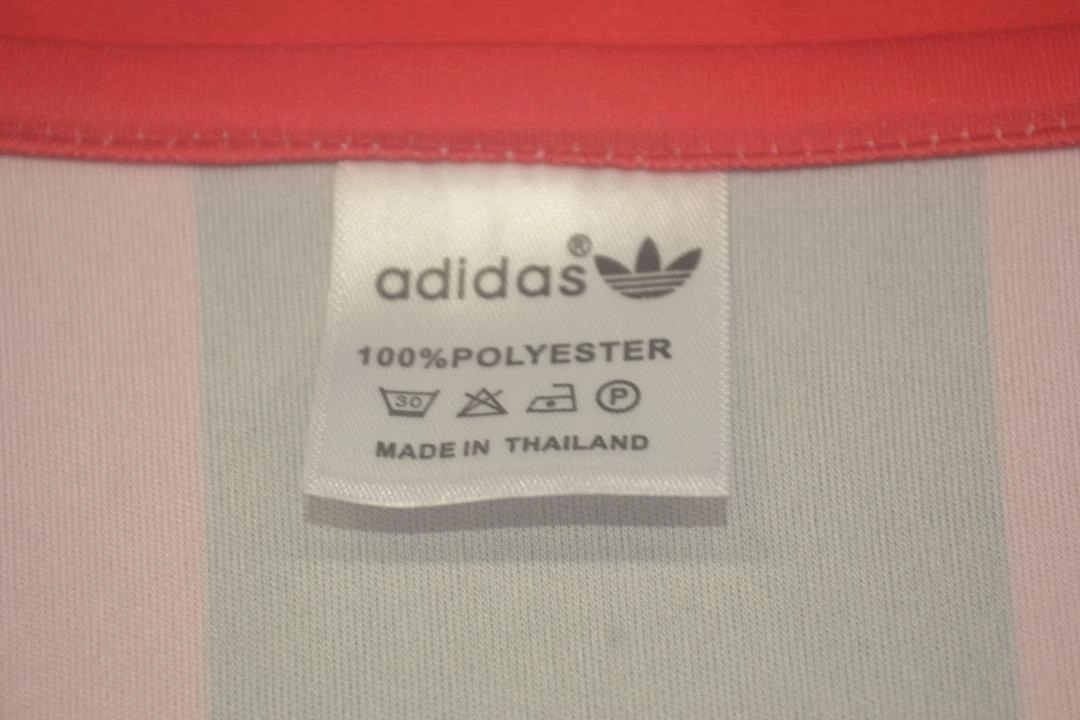 adidas®
100%POLYESTER
30 P
MADE IN THAILAND